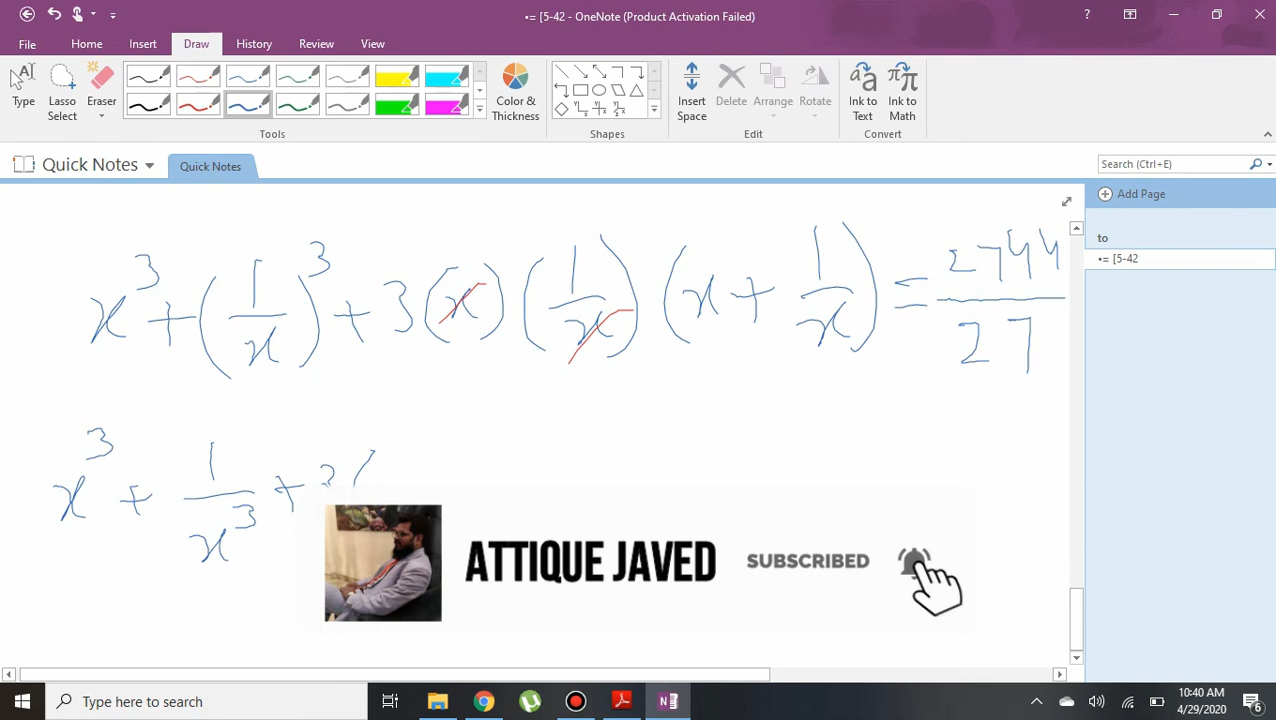 •= [5-42 - OneNote (Product Activation Failed)
File Home Insert Draw History Review View
Type Lasso Select Eraser Color & Thickness Insert Space Delete Arrange Rotate Ink to Text Ink to Math
Tools Shapes Edit Convert
Quick Notes Quick Notes Search (Ctrl+E)
Add Page
to
•= [5-42
x³ + (1/x)³ + 3(x)(1/x)(x + 1/x) = 2744/27
x³ + 1/x³ + 3(
ATTIQUE JAVED SUBSCRIBED
Type here to search
10:40 AM
4/29/2020
6